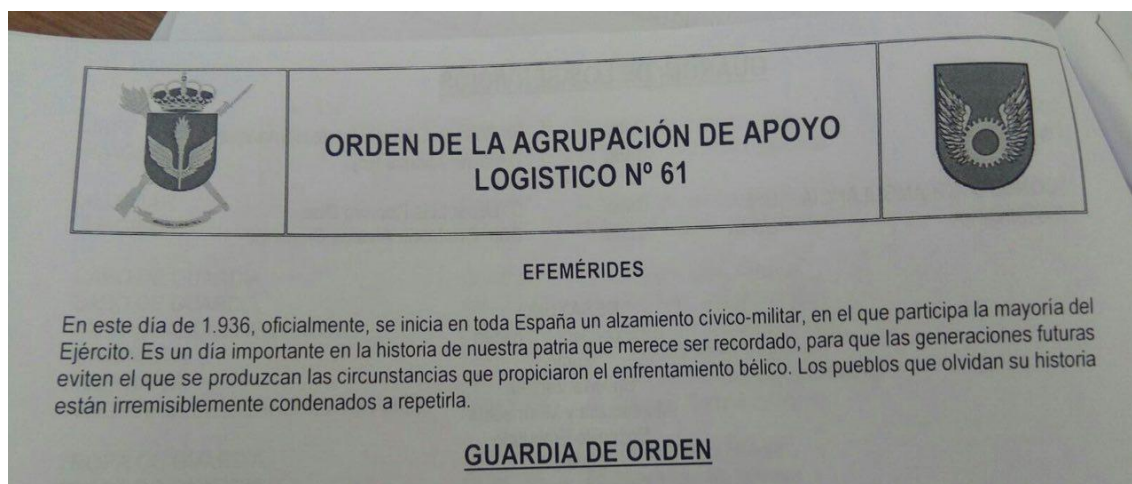 ORDEN DE LA AGRUPACIÓN DE APOYO
LOGISTICO Nº 61
EFEMÉRIDES
En este día de 1.936, oficialmente, se inicia en toda España un alzamiento cívico-militar, en el que participa la mayoría del
Ejército. Es un día importante en la historia de nuestra patria que merece ser recordado, para que las generaciones futuras
eviten el que se produzcan las circunstancias que propiciaron el enfrentamiento bélico. Los pueblos que olvidan su historia
están irremisiblemente condenados a repetirla.
GUARDIA DE ORDEN